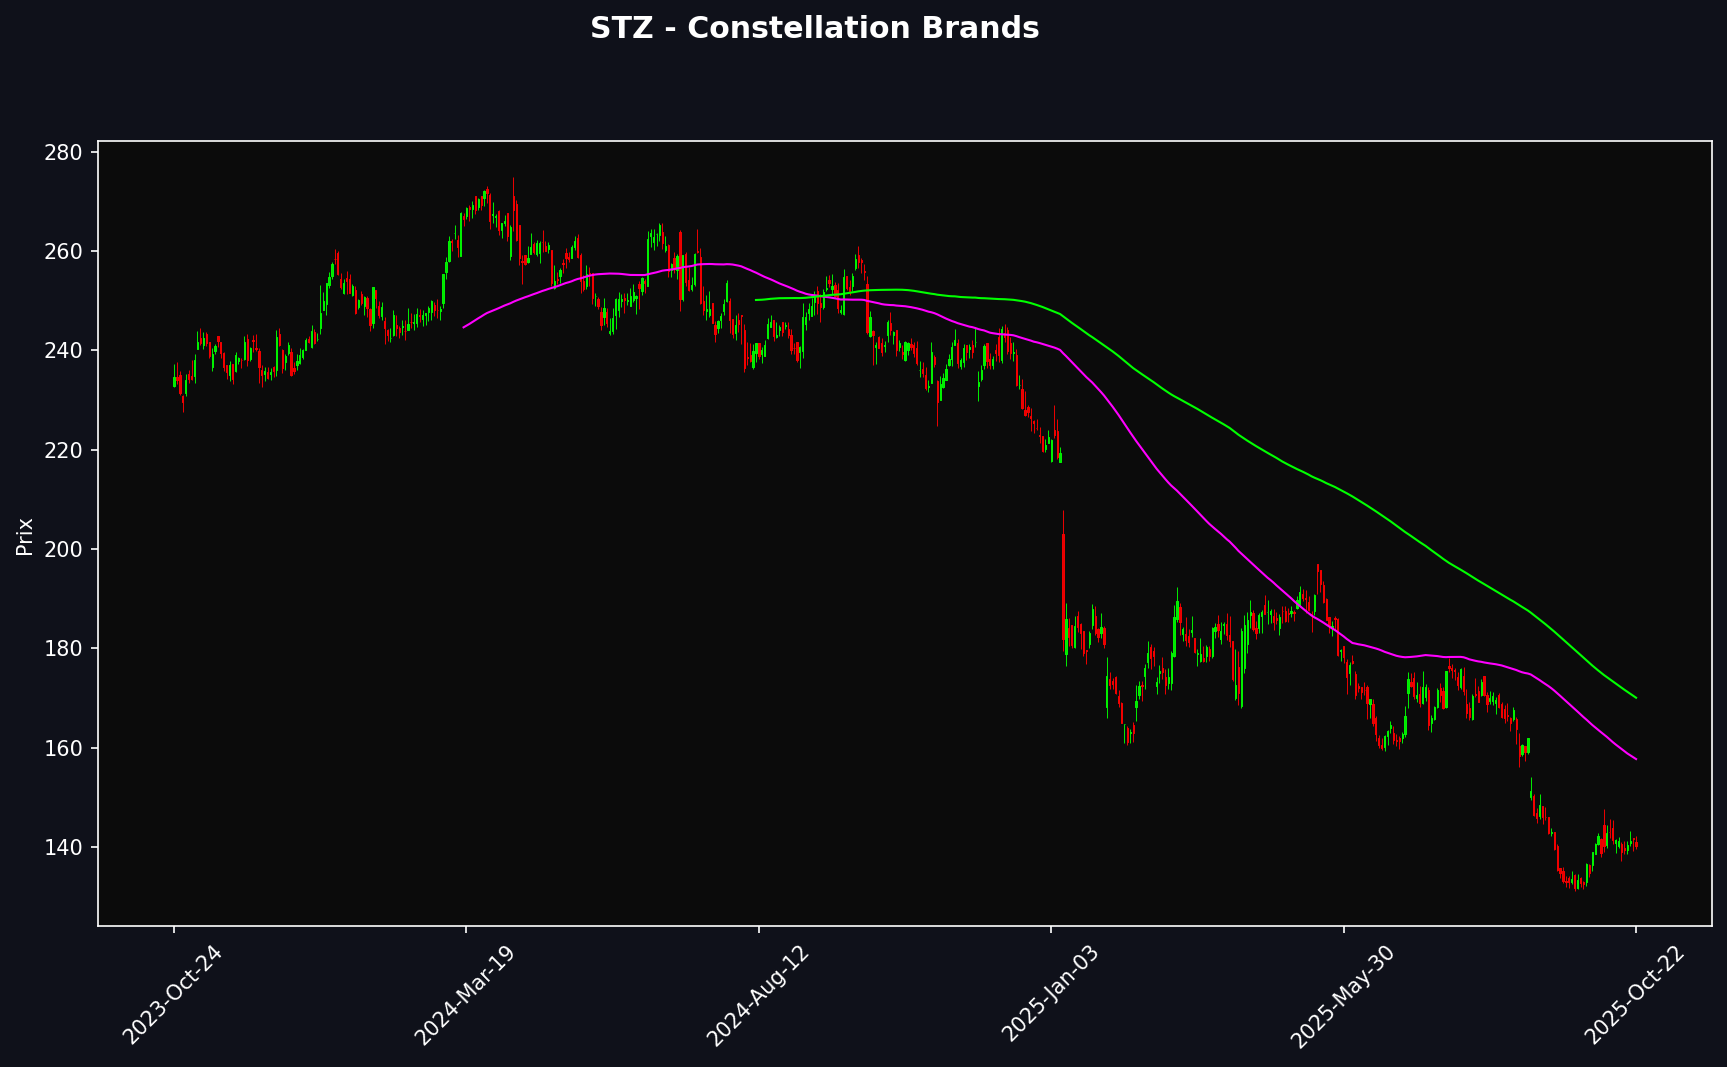 STZ - Constellation Brands
280
260
240
220
200
180
160
140
Prix
2023-Oct-24
2024-Mar-19
2024-Aug-12
2025-Jan-03
2025-May-30
2025-Oct-22